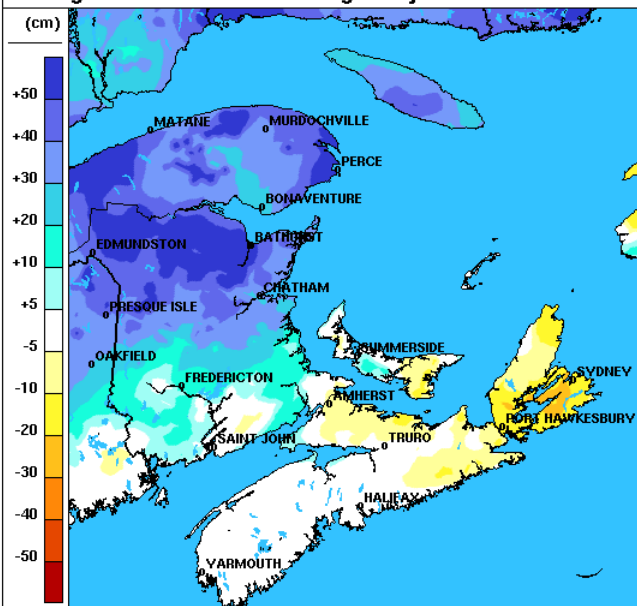 (cm)
+50
+40
+30
+20
+10
+5
-5
-10
-20
-30
-40
-50
MATANE
MURDOCHVILLE
PERCE
BONAVENTURE
BATHURST
EDMUNDSTON
CHATHAM
PRESQUE ISLE
SUMMERSIDE
OAKFIELD
FREDERICTON
SYDNEY
AMHERST
PORT HAWKESBURY
SAINT JOHN
TRURO
HALIFAX
YARMOUTH